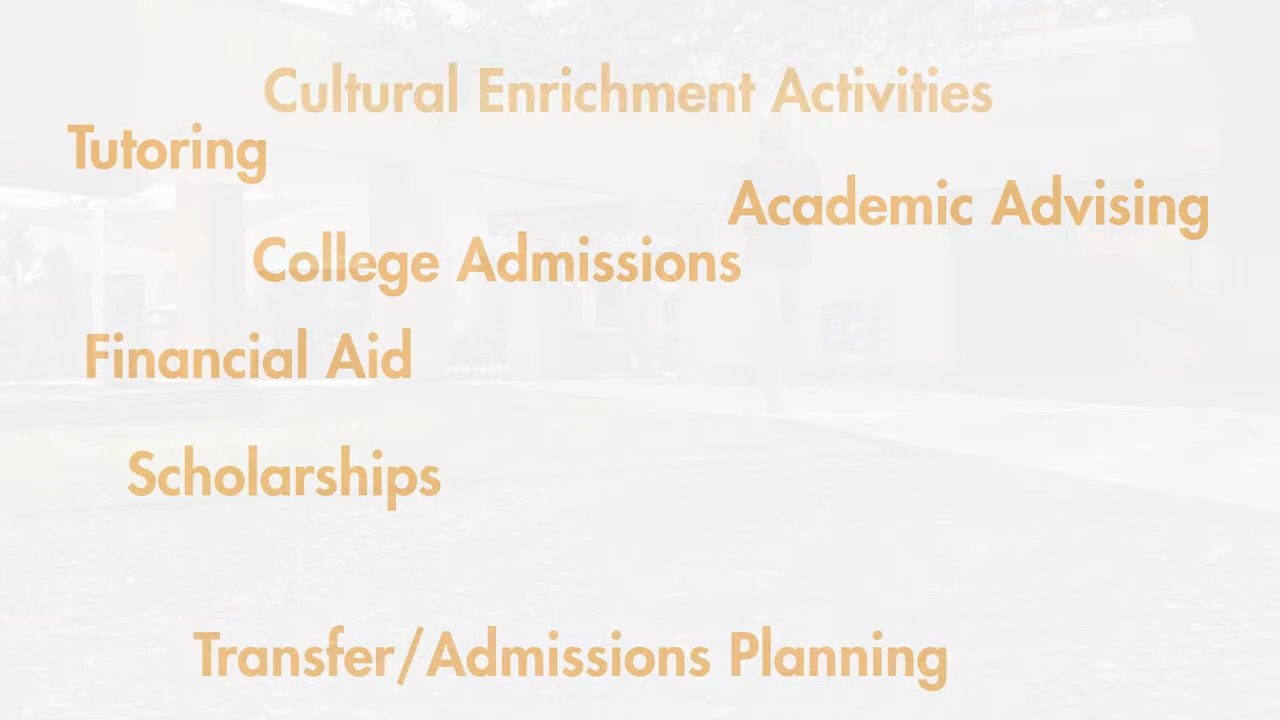 Cultural Enrichment Activities
Tutoring
Academic Advising
College Admissions
Financial Aid
Scholarships
Transfer/Admissions Planning